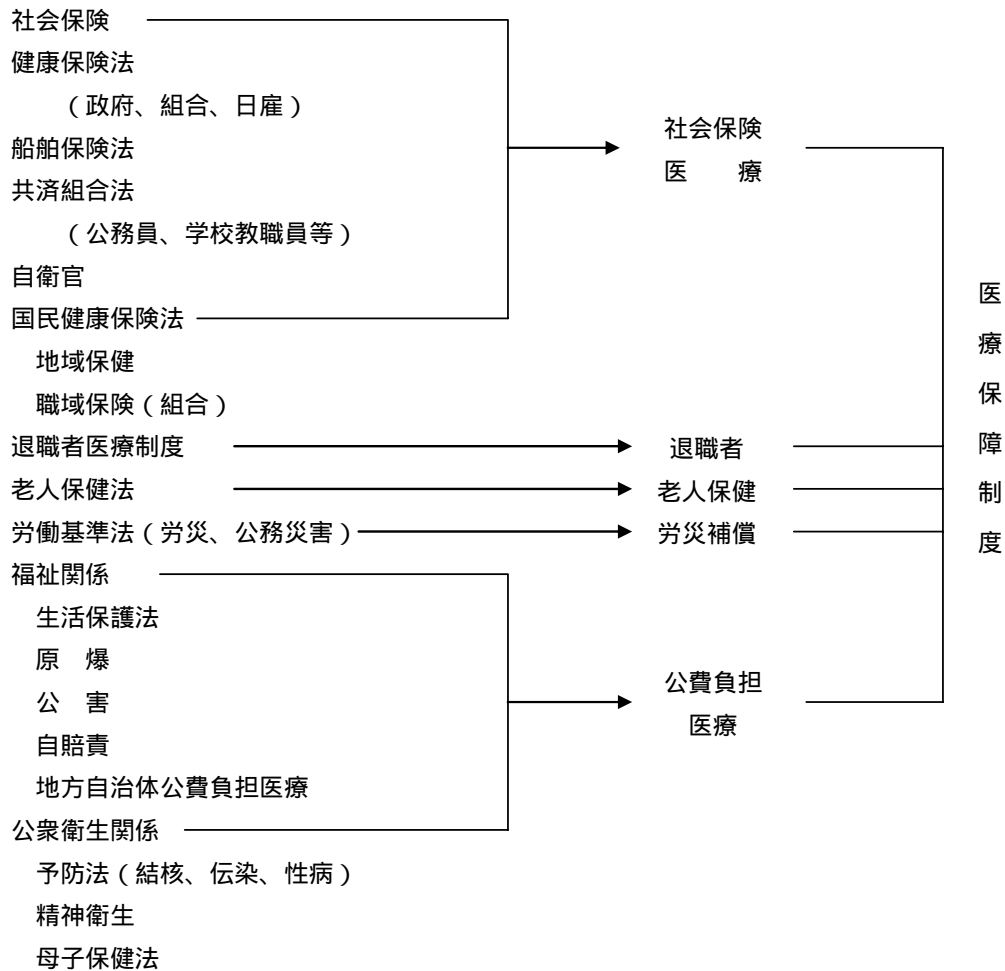 社会保険
健康保険法
（政府、組合、日雇）
船舶保険法
共済組合法
（公務員、学校教職員等）
自衛官
国民健康保険法
地域保健
職域保険（組合）
退職者医療制度
老人保健法
労働基準法（労災、公務災害）
福祉関係
生活保護法
原　爆
公　害
自賠責
地方自治体公費負担医療
公衆衛生関係
予防法（結核、伝染、性病）
精神衛生
母子保健法
社会保険
医　　療
退職者
老人保健
労災補償
公費負担
医療
医療保障制度